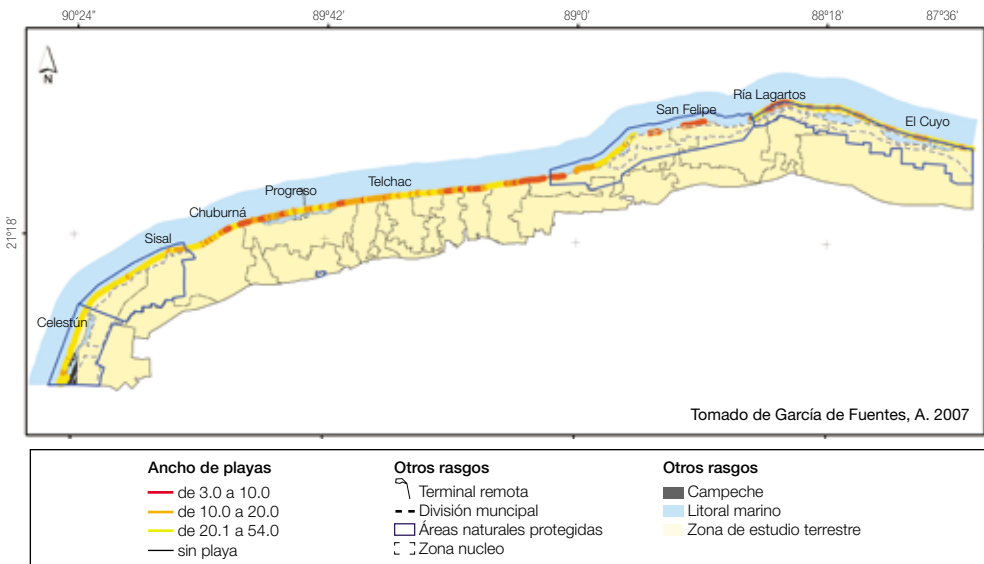 90°24" 89°42" 89°0' 88°18' 87°36'
N
Ría Lagartos
San Felipe
El Cuyo
Progreso
Telchac
Chuburná
21°18'
Sisal
Celestún
Tomado de García de Fuentes, A. 2007
Ancho de playas
de 3.0 a 10.0
de 10.0 a 20.0
de 20.1 a 54.0
sin playa
Otros rasgos
Terminal remota
División muncipal
Áreas naturales protegidas
Zona nucleo
Otros rasgos
Campeche
Litoral marino
Zona de estudio terrestre